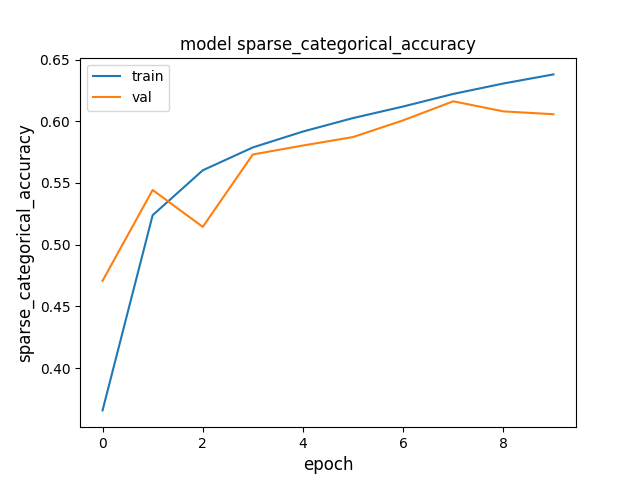 model sparse_categorical_accuracy
train
val
sparse_categorical_accuracy
0.65
0.60
0.55
0.50
0.45
0.40
0 2 4 6 8
epoch